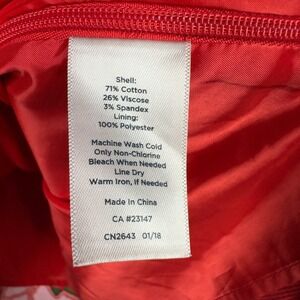 Shell:
71% Cotton
26% Viscose
3% Spandex
Lining:
100% Polyester
Machine Wash Cold
Only Non-Chlorine
Bleach When Needed
Line Dry
Warm Iron, If Needed
Made In China
CA #23147
CN2643 01/18